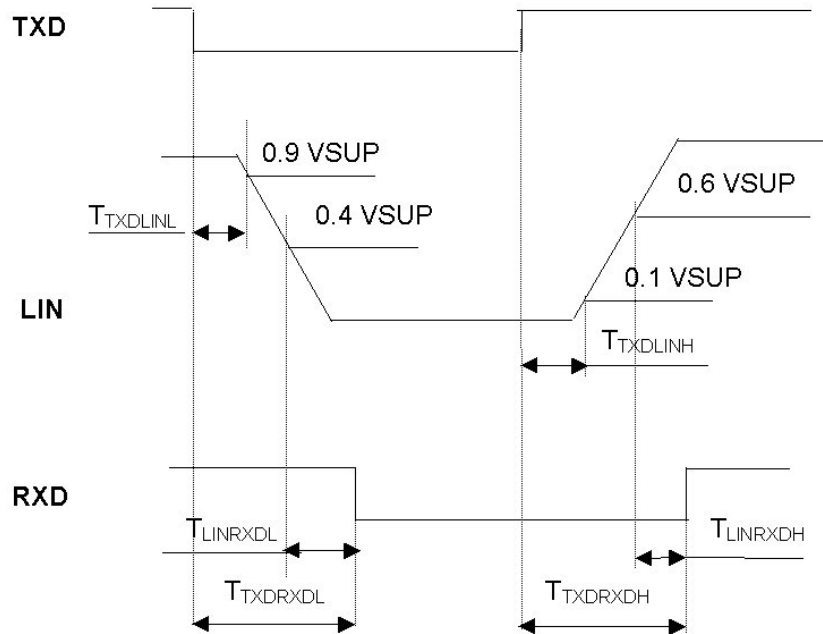 TXD
0.9 VSUP
0.6 VSUP
TTXDLINL
0.4 VSUP
0.1 VSUP
LIN
TTXDLINH
RXD
TLINRXDL
TLINRXDH
TTXDRXDL
TTXDRXDH